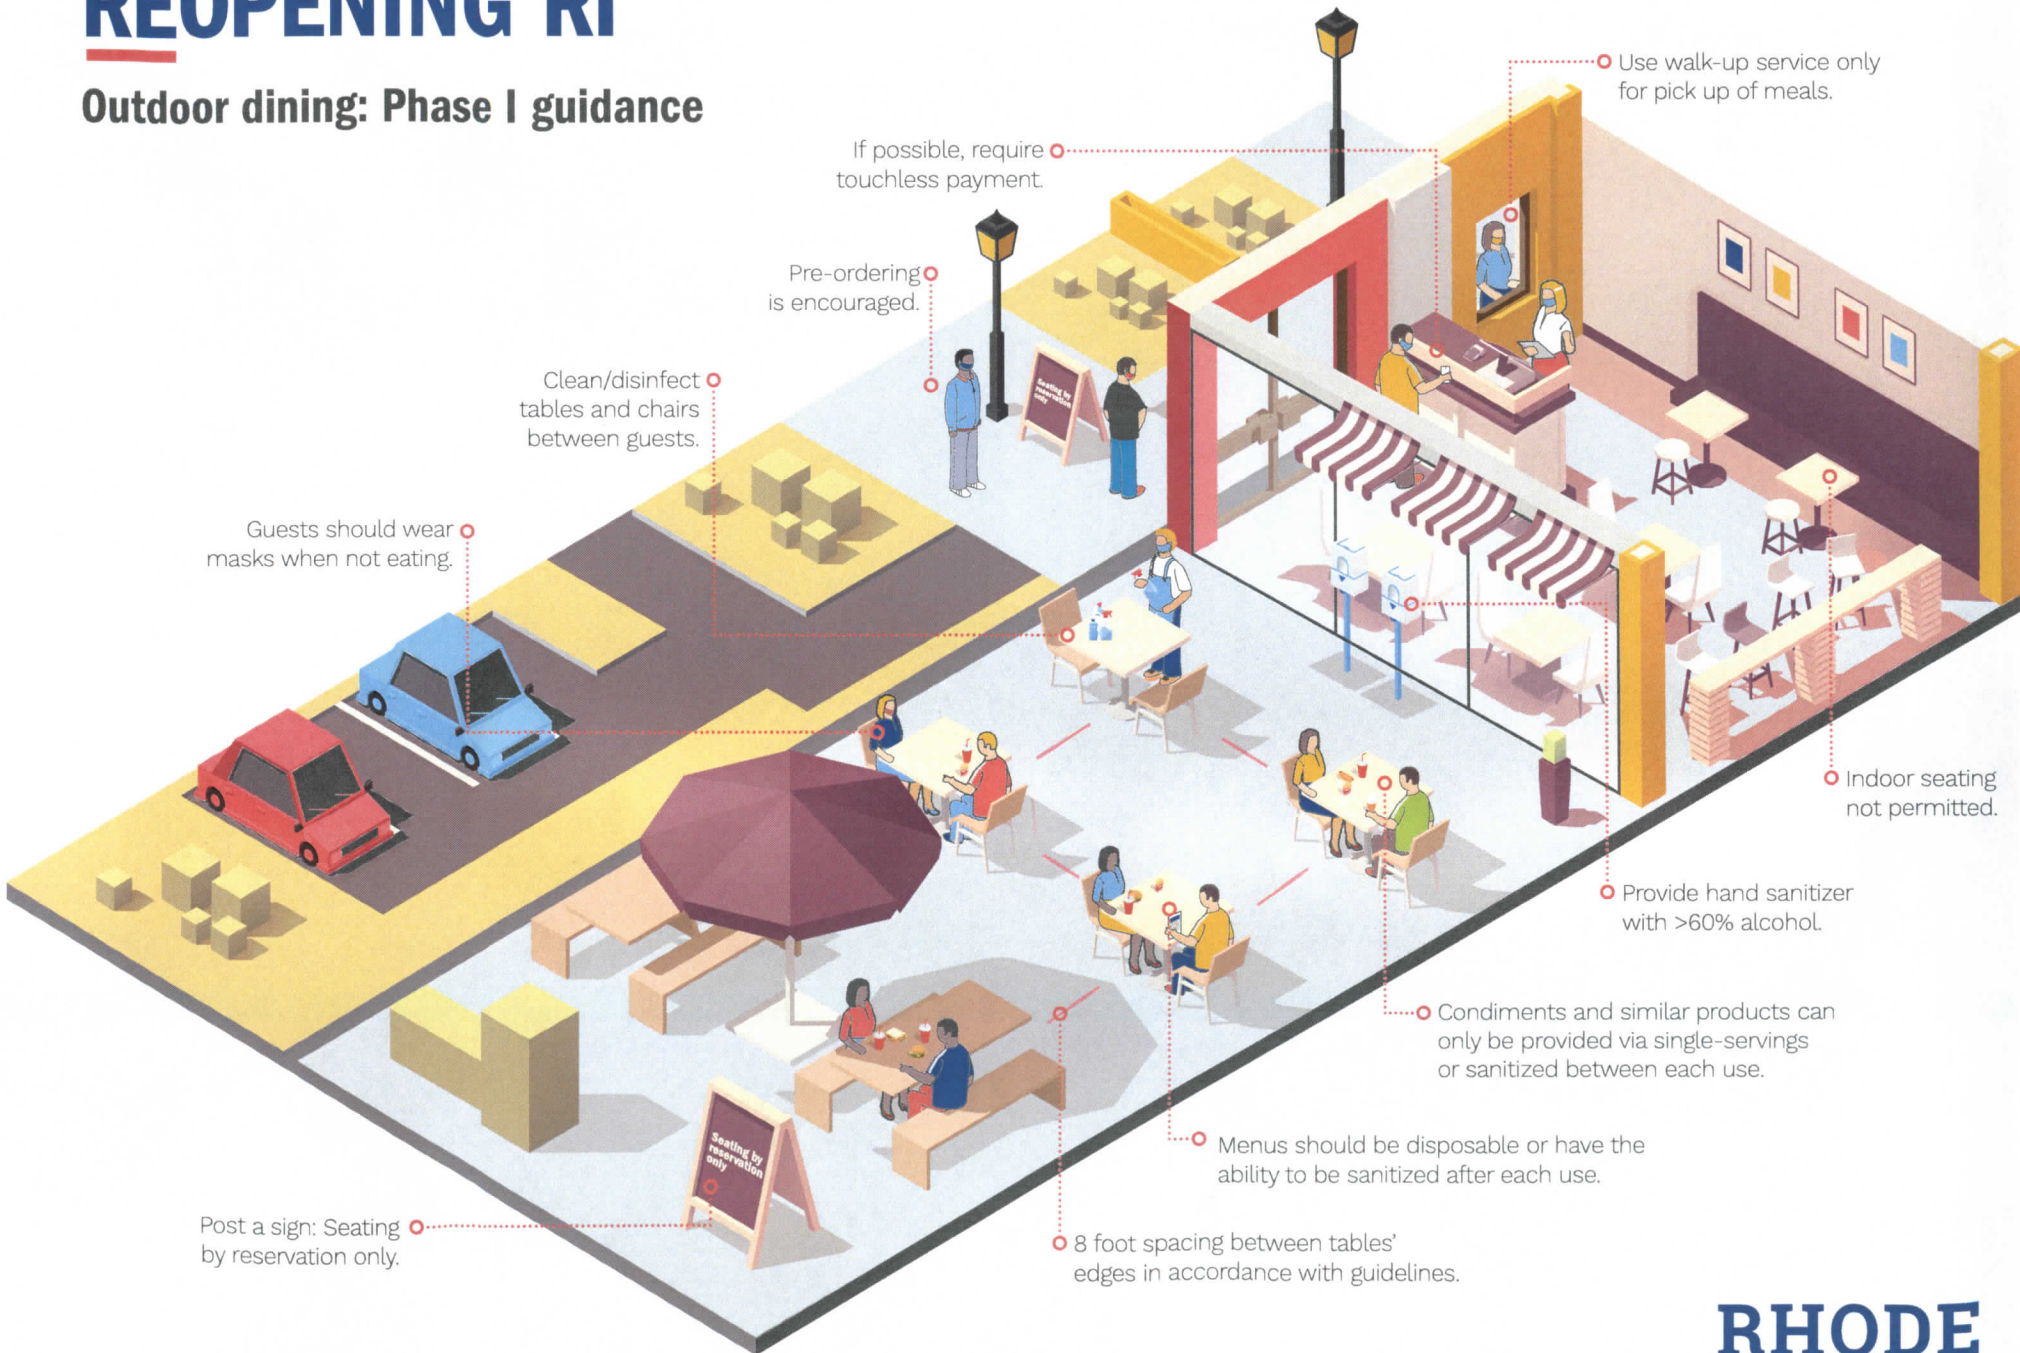 REOPENING RI
Outdoor dining: Phase I guidance
Use walk-up service only
for pick up of meals.
If possible, require
touchless payment.
Pre-ordering
is encouraged.
Seating by
reservation
only
Clean/disinfect
tables and chairs
between guests.
Guests should wear
masks when not eating.
Indoor seating
not permitted.
Provide hand sanitizer
with >60% alcohol.
Condiments and similar products can
only be provided via single-servings
or sanitized between each use.
Menus should be disposable or have the
ability to be sanitized after each use.
Seating by
reservation
only
Post a sign: Seating
by reservation only.
8 foot spacing between tables'
edges in accordance with guidelines.
RHODE